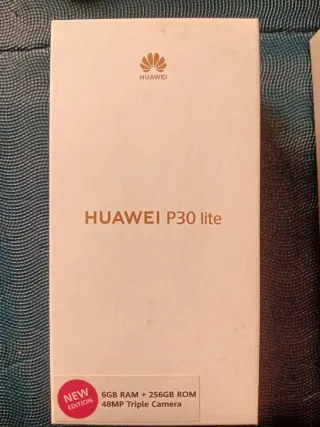 HUAWEI
HUAWEI P30 lite
NEW
EDITION
6GB RAM + 256GB ROM
48MP Triple Camera